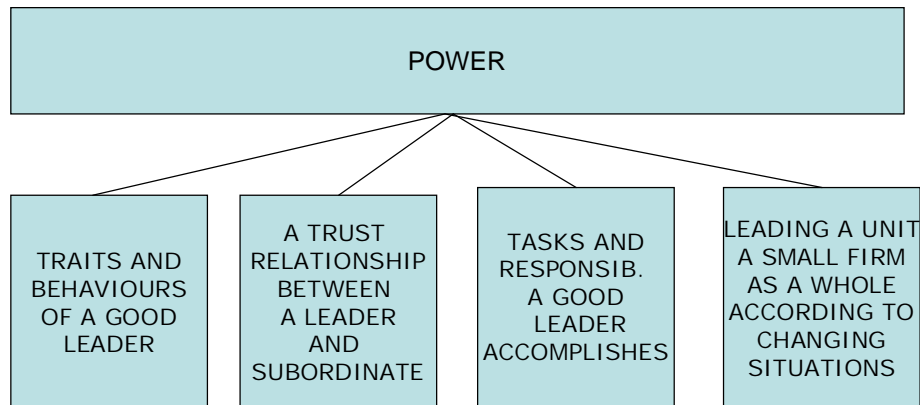 POWER
TRAITS AND
BEHAVIOURS
OF A GOOD
LEADER
A TRUST
RELATIONSHIP
BETWEEN
A LEADER
AND
SUBORDINATE
TASKS AND
RESPONSIB.
A GOOD
LEADER
ACCOMPLISHES
LEADING A UNIT
A SMALL FIRM
AS A WHOLE
ACCORDING TO
CHANGING
SITUATIONS